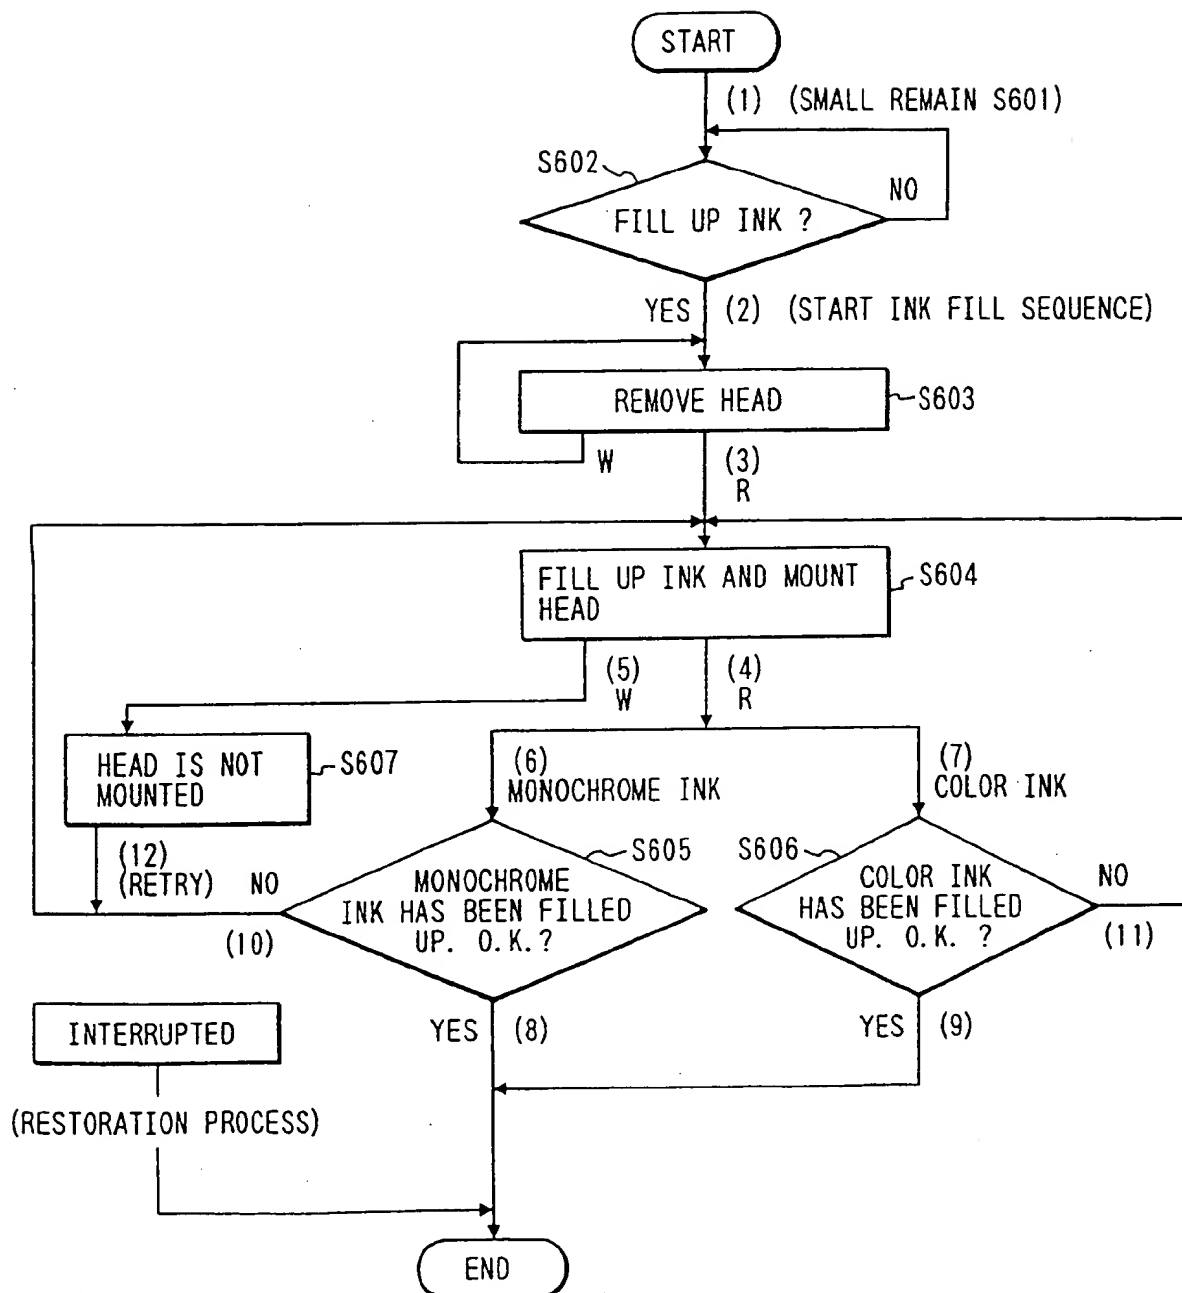 START
(1) (SMALL REMAIN S601)
S602
NO
FILL UP INK ?
YES (2) (START INK FILL SEQUENCE)
REMOVE HEAD
S603
W
(3)
R
FILL UP INK AND MOUNT
HEAD
S604
(5)
W
(4)
R
HEAD IS NOT
MOUNTED
S607
(6)
MONOCHROME INK
(7)
COLOR INK
(12)
(RETRY)
NO
S605
MONOCHROME
INK HAS BEEN FILLED
UP. O.K.?
(10)
S606
COLOR INK
HAS BEEN FILLED
UP. O.K. ?
NO
(11)
INTERRUPTED
YES (8)
YES (9)
(RESTORATION PROCESS)
END